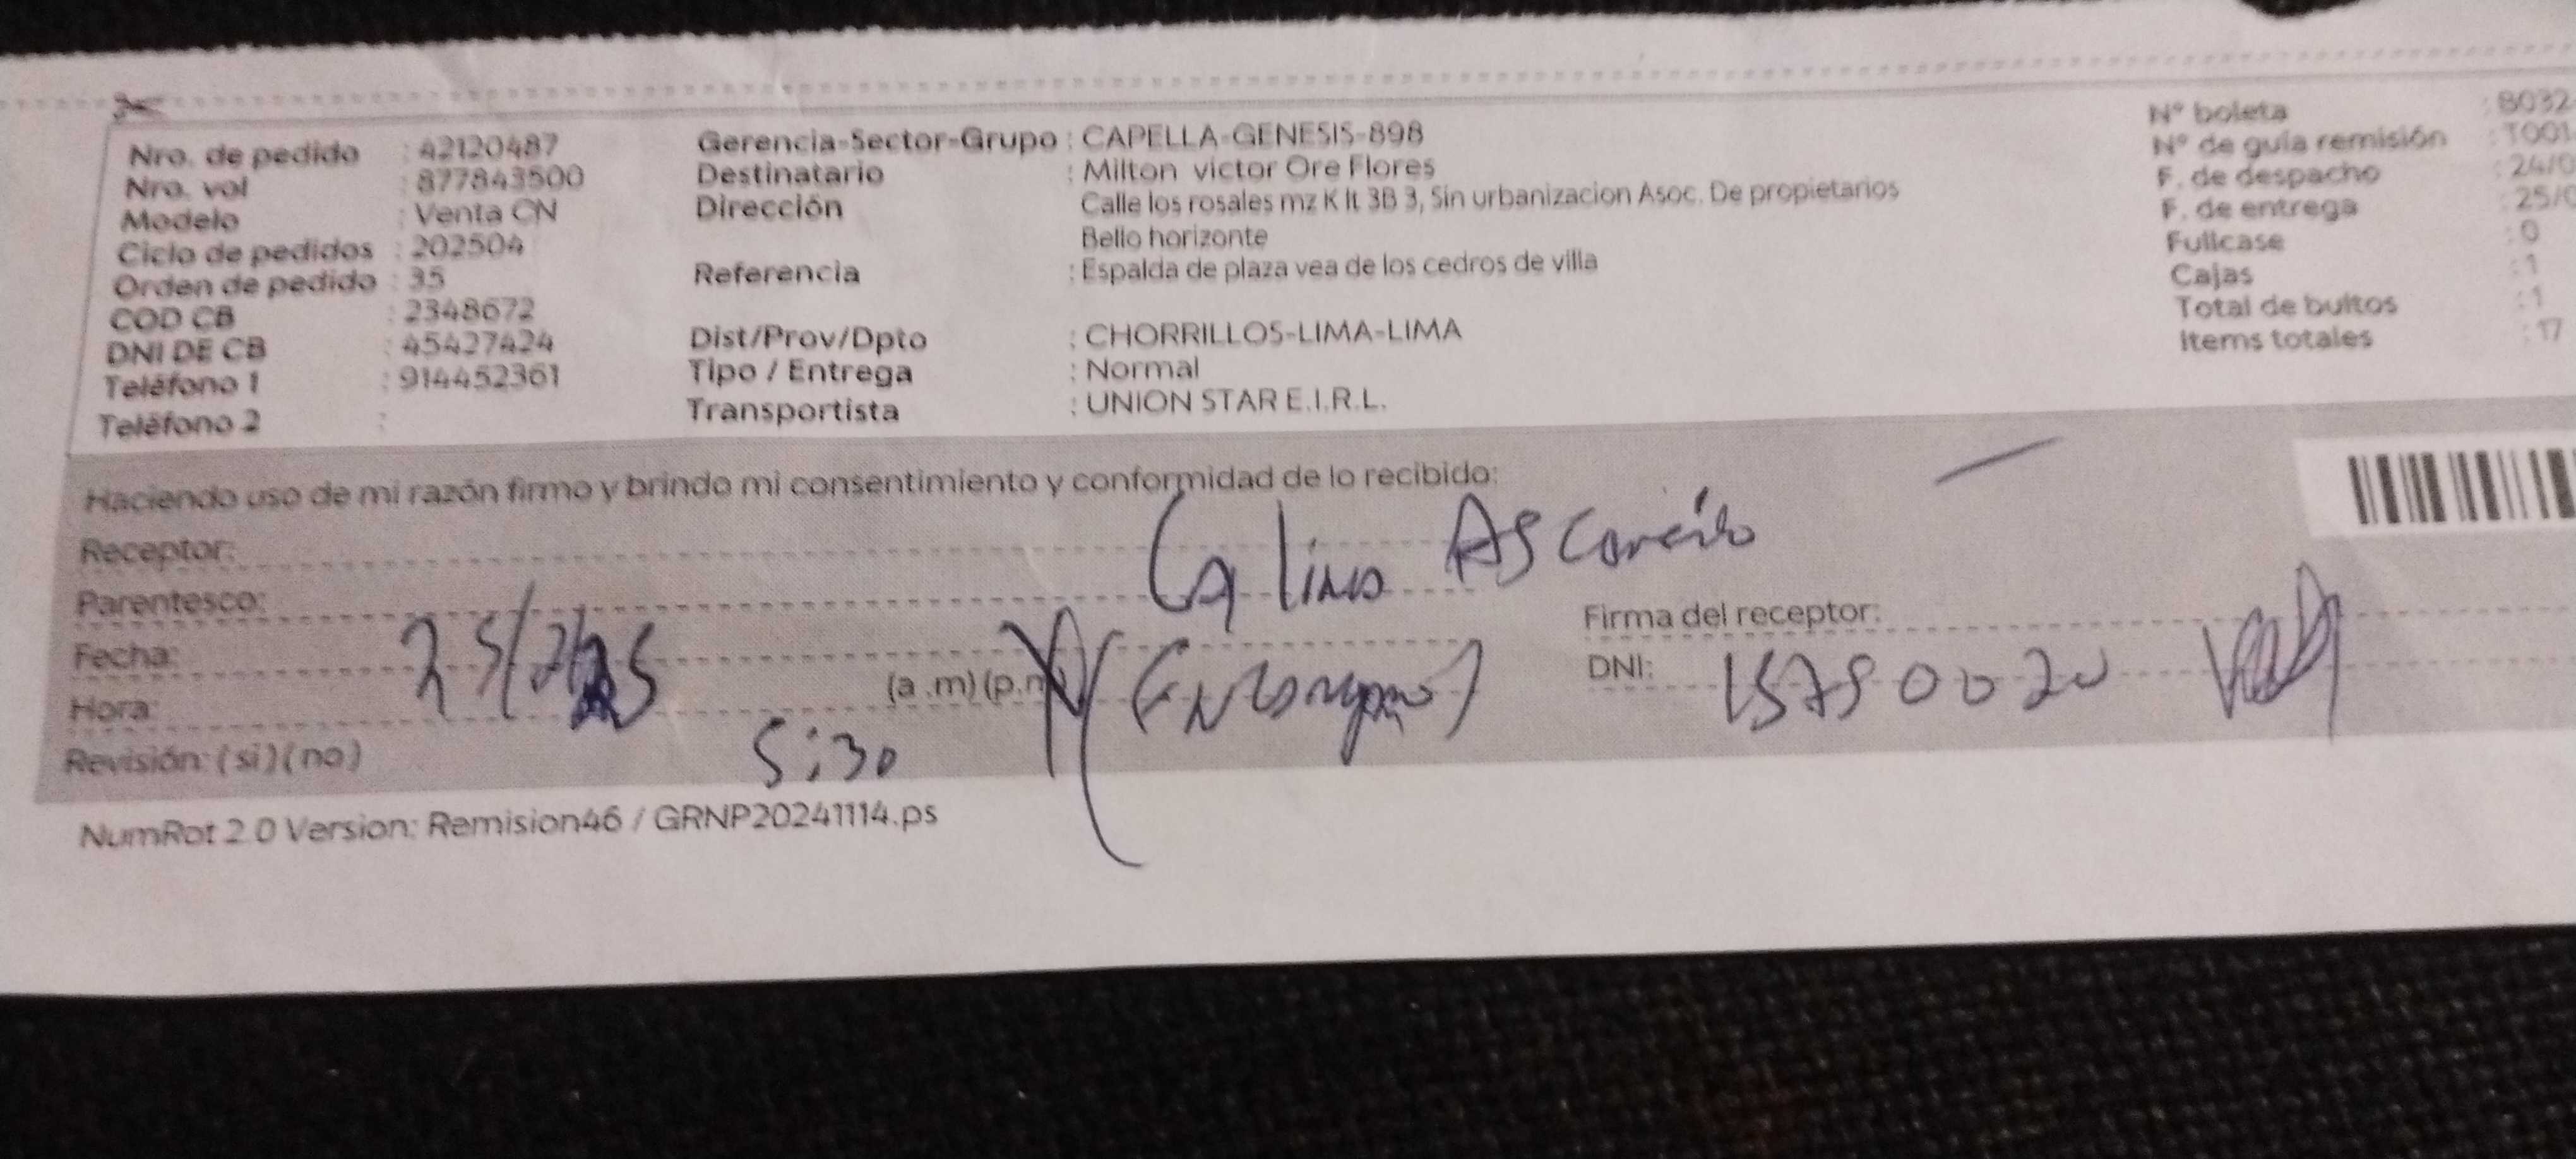 Nro. de pedido : 42120487
Nro. vol : 877843500
Modelo : Venta CN
Ciclo de pedidos : 202504
Orden de pedido : 35
COD CB : 2348672
DNI DE CB : 45427424
Teléfono 1 : 914452361
Teléfono 2 :
Gerencia-Sector-Grupo : CAPELLA-GENESIS-898
Destinatario : Milton victor Ore Flores
Dirección Calle los rosales mz K lt 3B 3, Sin urbanizacion Asoc. De propietarios
Bello horizonte
Referencia : Espalda de plaza vea de los cedros de villa
Dist/Prov/Dpto : CHORRILLOS-LIMA-LIMA
Tipo / Entrega : Normal
Transportista : UNION STAR E.I.R.L.
Nº boleta : B032
Nº de guía remisión : T001
F. de despacho : 24/0
F. de entrega : 25/0
Fullcase : 0
Cajas : 1
Total de bultos : 1
Items totales : 17
Haciendo uso de mi razón firmo y brindo mi consentimiento y conformidad de lo recibido:
Receptor:
Parentesco:
Fecha: 25/2/25
Hora: (a .m) (p.m)
5:30
Revisión: (si) (no)
Firma del receptor:
DNI:
NumRot 2.0 Version: Remision46 / GRNP20241114.ps